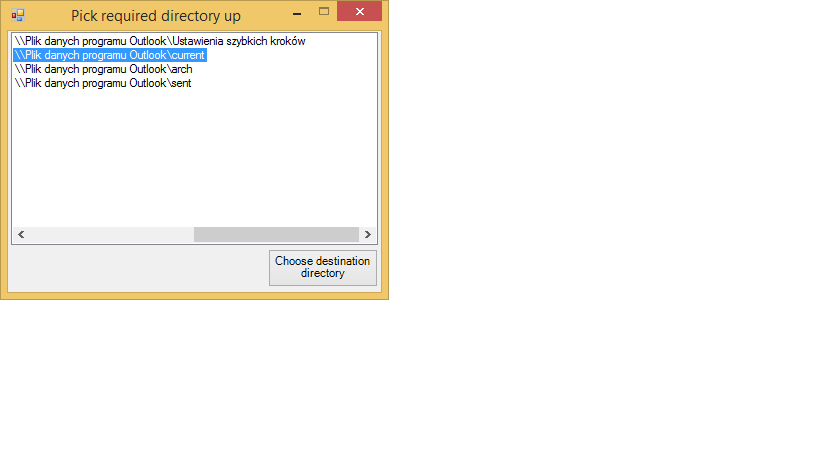 Pick required directory up
\\Plik danych programu Outlook\Ustawienia szybkich kroków
\\Plik danych programu Outlook\current
\\Plik danych programu Outlook\arch
\\Plik danych programu Outlook\sent
Choose destination
directory